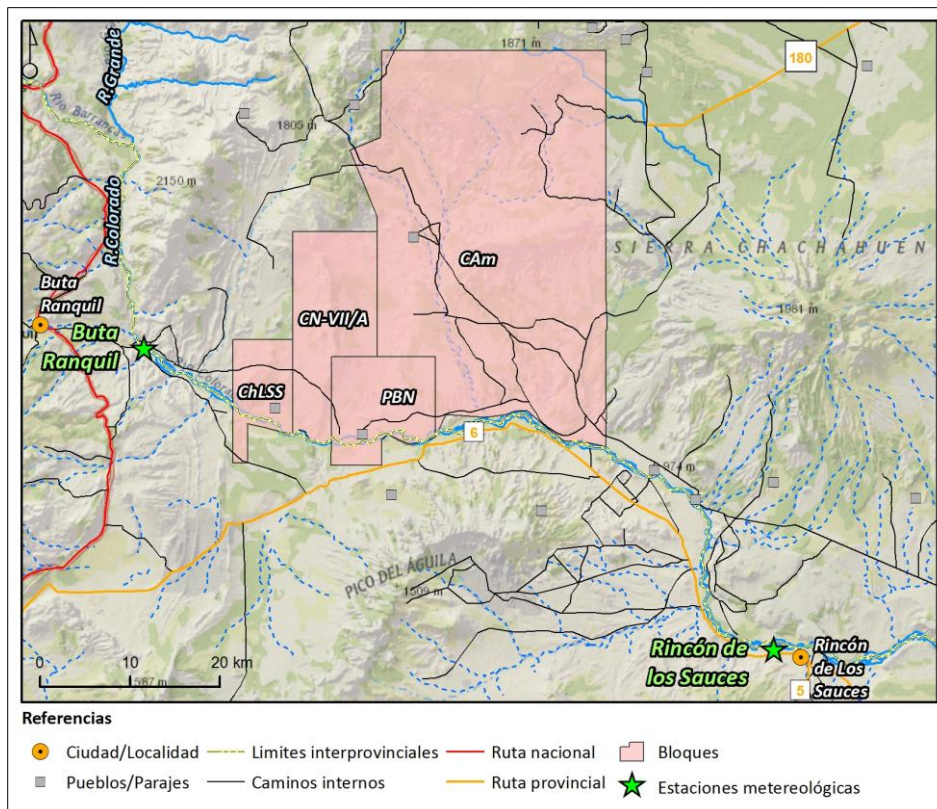 1871 m
180
R.Grande
Río Barrancas
1805 m
2150 m
R.Colorado
SIERRA CHACHAHUEN
CAm
Buta
Ranquil
CN-VII/A
1981 m
Buta
Ranquil
ChLSS
PBN
6
974 m
PICO DEL ÁGUILA
1509 m
Rincón de
los Sauces
Rincón
de Los
Sauces
0 10 20 km
587 m
5
Referencias
Ciudad/Localidad Limites interprovinciales Ruta nacional Bloques
Pueblos/Parajes Caminos internos Ruta provincial Estaciones metereológicas